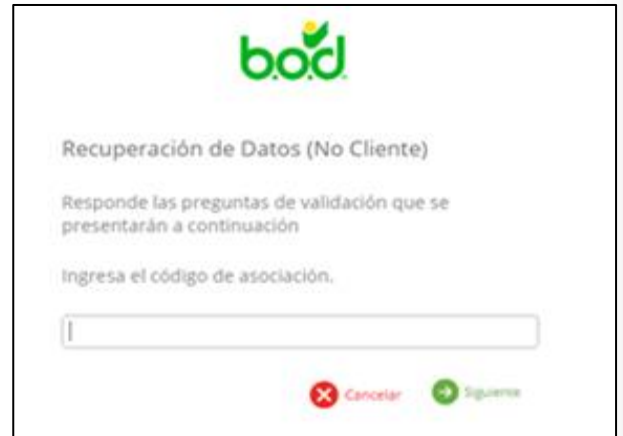 b.o.d.
Recuperación de Datos (No Cliente)
Responde las preguntas de validación que se
presentarán a continuación
Ingresa el código de asociación.
Cancelar Siguiente